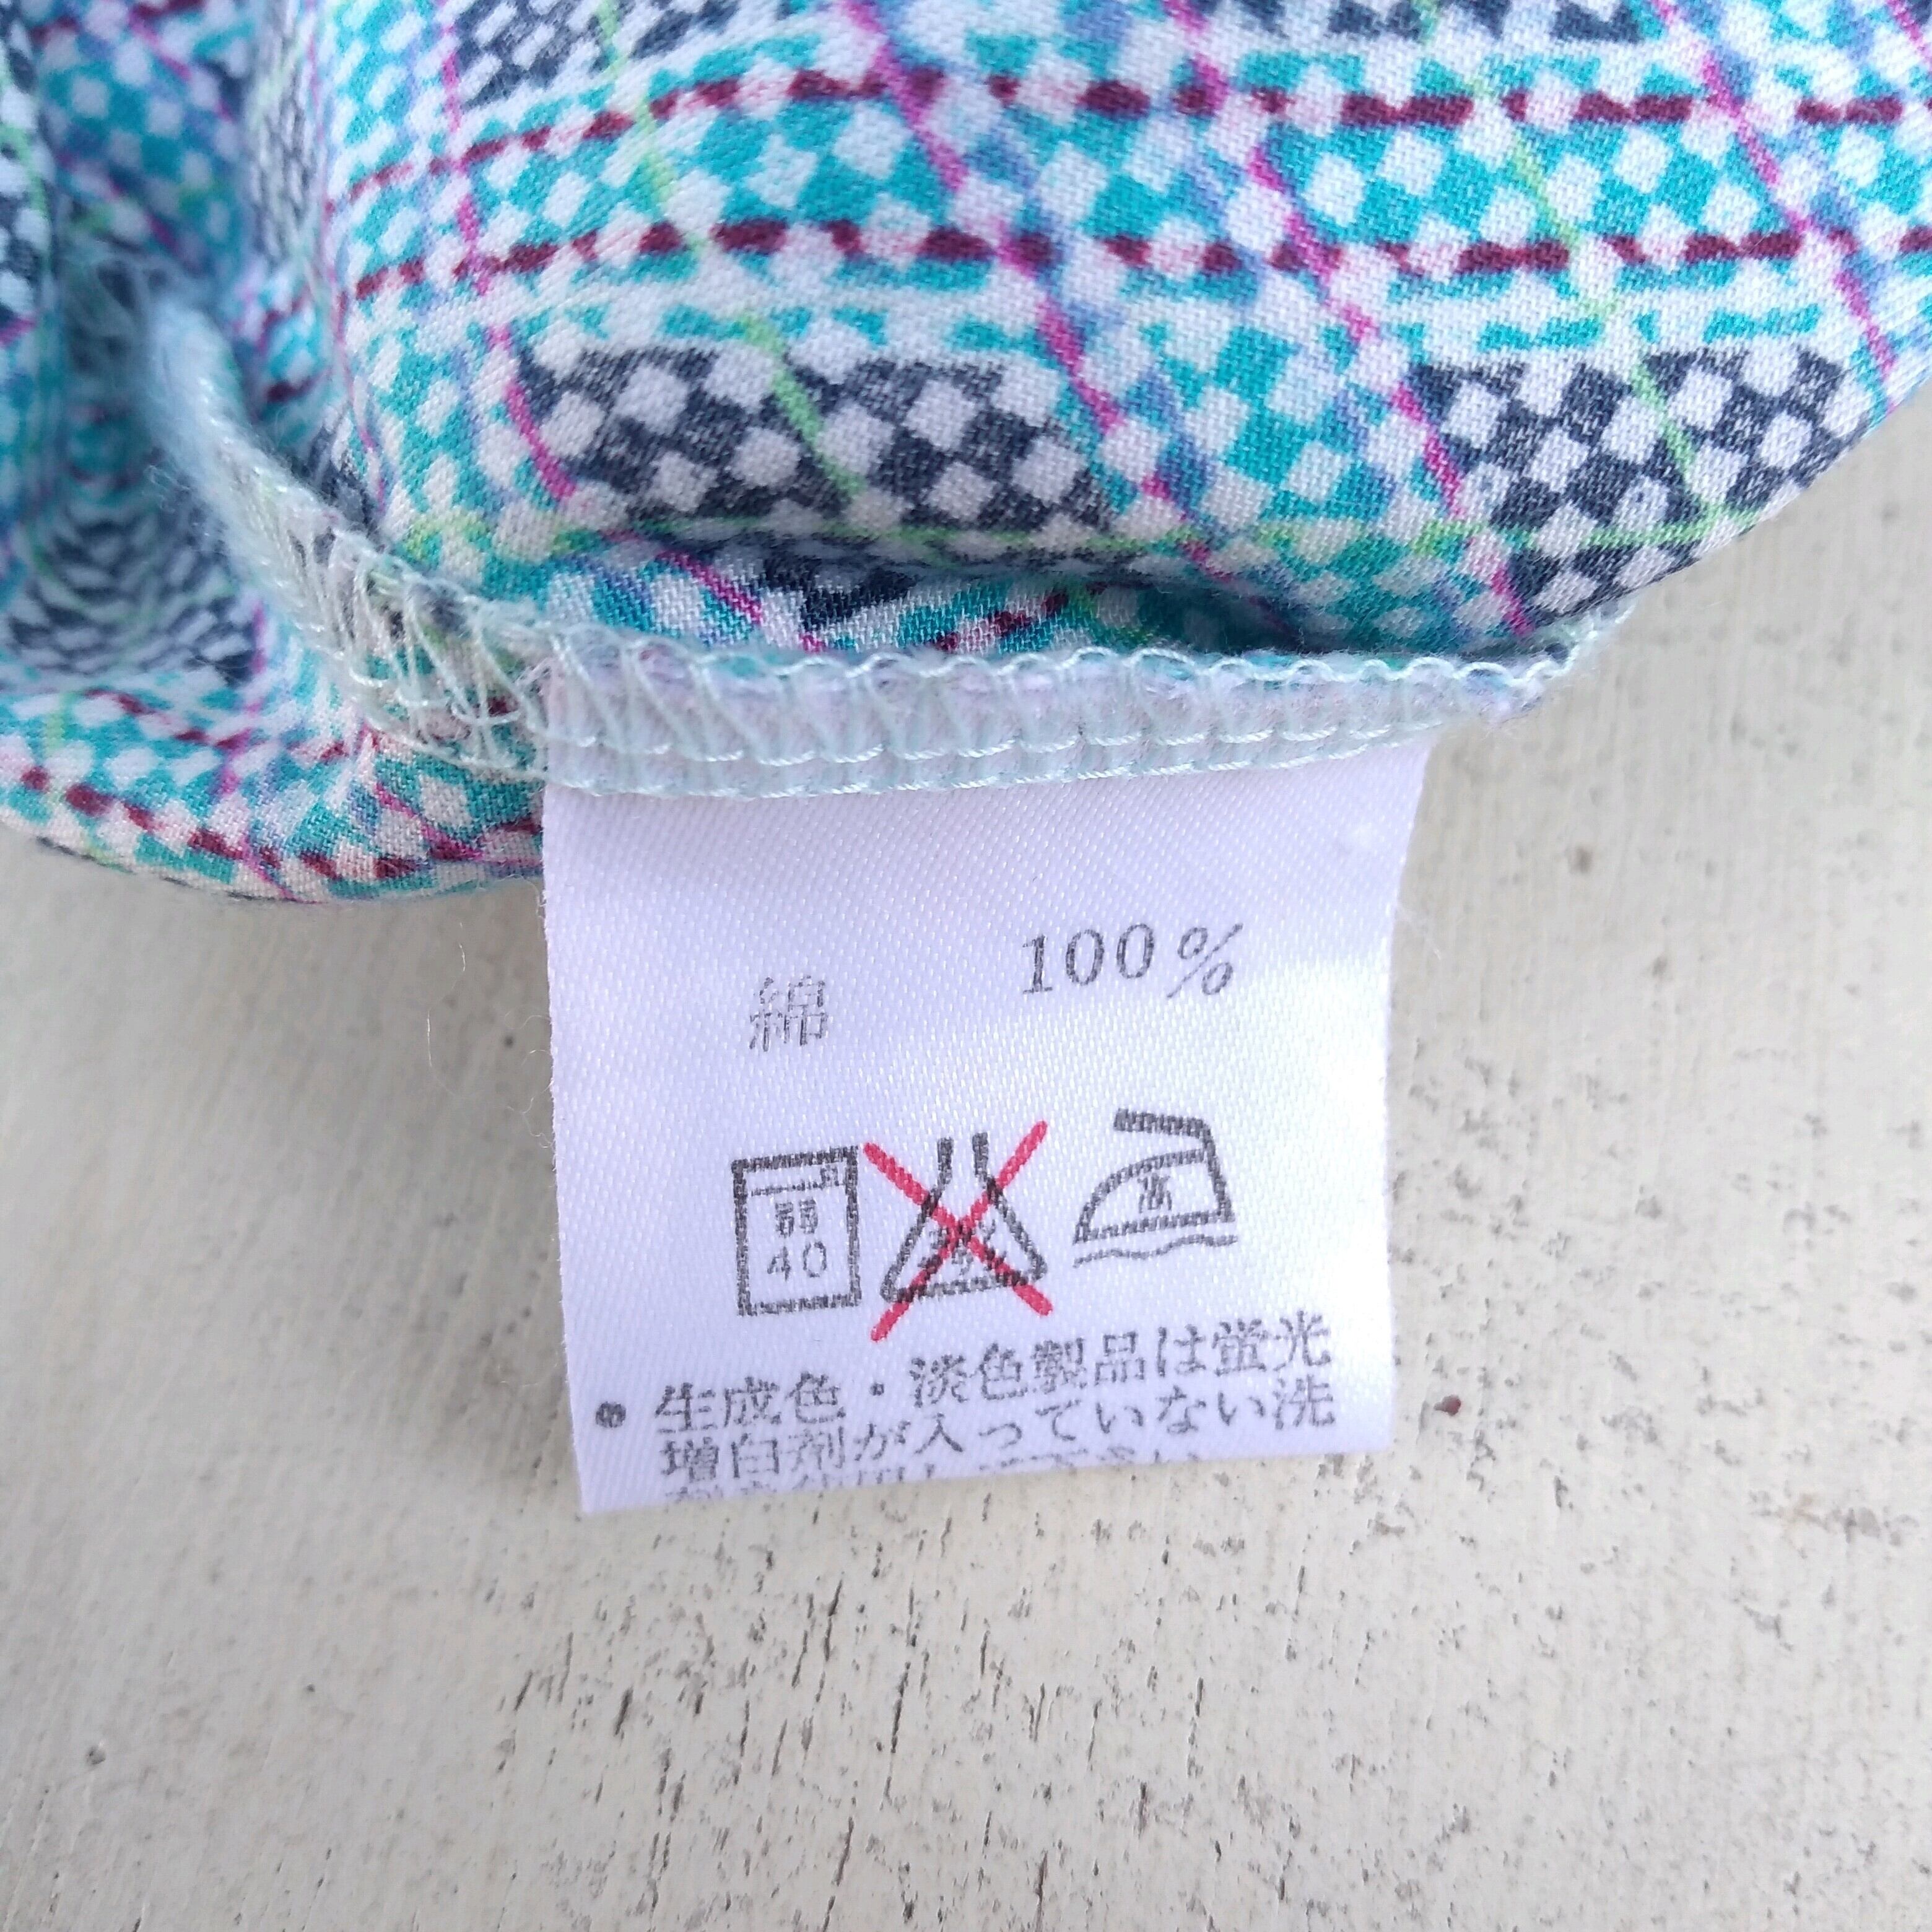 綿 100%
弱 40
中
• 生成色・淡色製品は蛍光
増白剤が入っていない洗